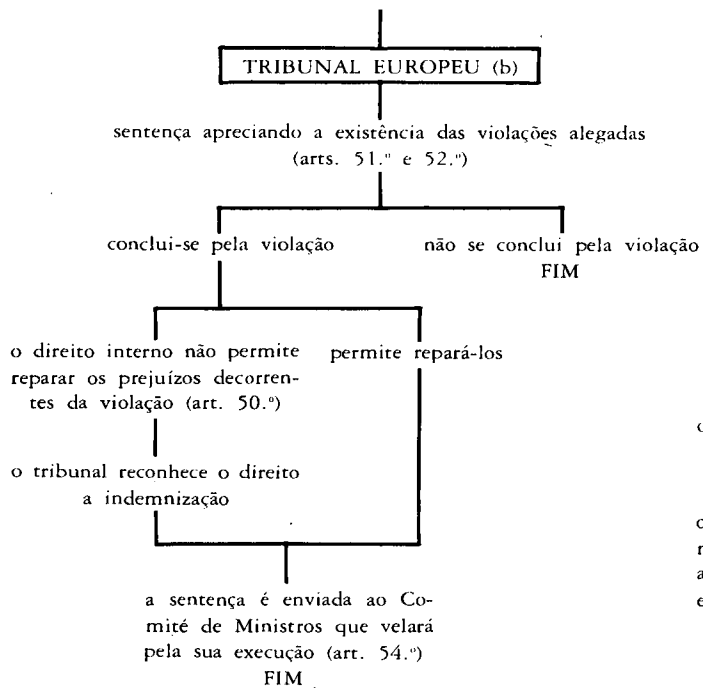 TRIBUNAL EUROPEU (b)
sentença apreciando a existência das violações alegadas
(arts. 51.º e 52.º)
conclui-se pela violação
não se conclui pela violação
FIM
o direito interno não permite
reparar os prejuízos decorren-
tes da violação (art. 50.º)
permite repará-los
o tribunal reconhece o direito
a indemnização
a sentença é enviada ao Co-
mité de Ministros que velará
pela sua execução (art. 54.º)
FIM